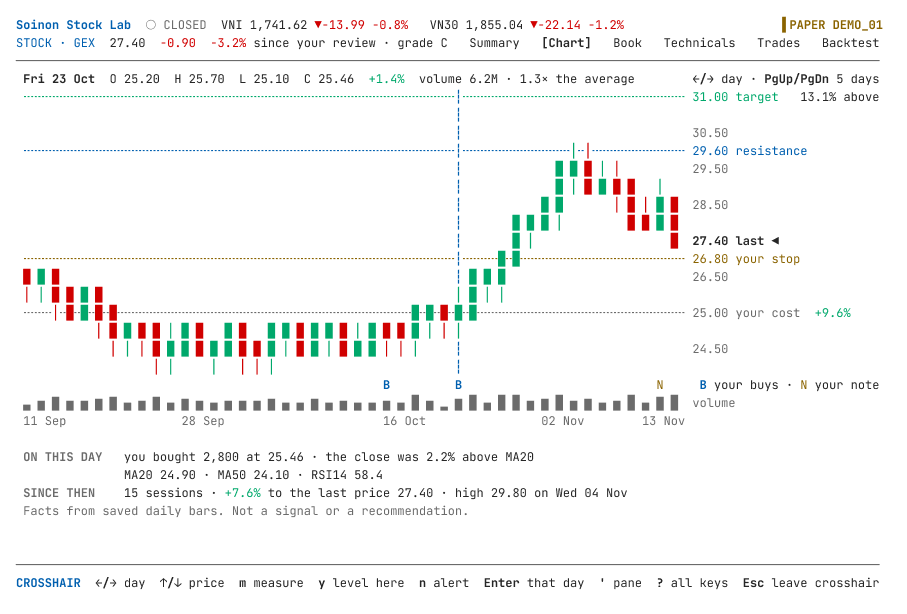 Soinon Stock Lab ○ CLOSED VNI 1,741.62 ▼-13.99 -0.8% VN30 1,855.04 ▼-22.14 -1.2% PAPER DEMO_01
STOCK · GEX 27.40 -0.90 -3.2% since your review · grade C Summary [Chart] Book Technicals Trades Backtest
Fri 23 Oct O 25.20 H 25.70 L 25.10 C 25.46 +1.4% volume 6.2M · 1.3× the average ←/→ day · PgUp/PgDn 5 days
31.00 target 13.1% above
30.50
29.60 resistance
29.50
28.50
27.40 last ◄
26.80 your stop
26.50
25.00 your cost +9.6%
24.50
B B N B your buys · N your note
volume
11 Sep 28 Sep 16 Oct 02 Nov 13 Nov
ON THIS DAY you bought 2,800 at 25.46 · the close was 2.2% above MA20
MA20 24.90 · MA50 24.10 · RSI14 58.4
SINCE THEN 15 sessions · +7.6% to the last price 27.40 · high 29.80 on Wed 04 Nov
Facts from saved daily bars. Not a signal or a recommendation.
CROSSHAIR ←/→ day ↑/↓ price m measure y level here n alert Enter that day ' pane ? all keys Esc leave crosshair